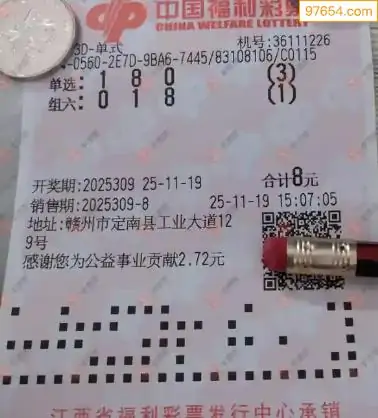 97654.com
中国福利彩票
CHINA WELFARE LOTTERY
3D-单式 机号:36111226
-0560-2E7D-9BA6-7445/83108106/C0115
单选:1 8 0 (3)
组六:0 1 8 (1)
开奖期:2025309 25-11-19 合计8元
销售期:2025309-8 25-11-19 15:07:05
地址:赣州市定南县工业大道12
9号
感谢您为公益事业贡献2.72元
江西省福利彩票发行中心承销